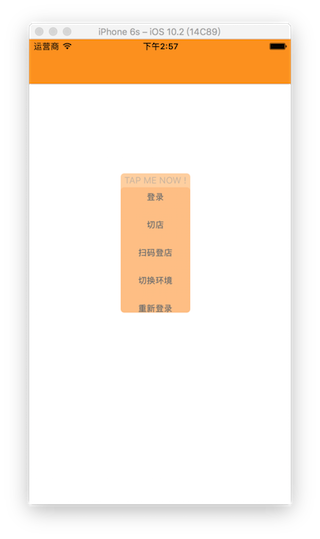 iPhone 6s – iOS 10.2 (14C89)
运营商 下午2:57
TAP ME NOW !
登录
切店
扫码登店
切换环境
重新登录